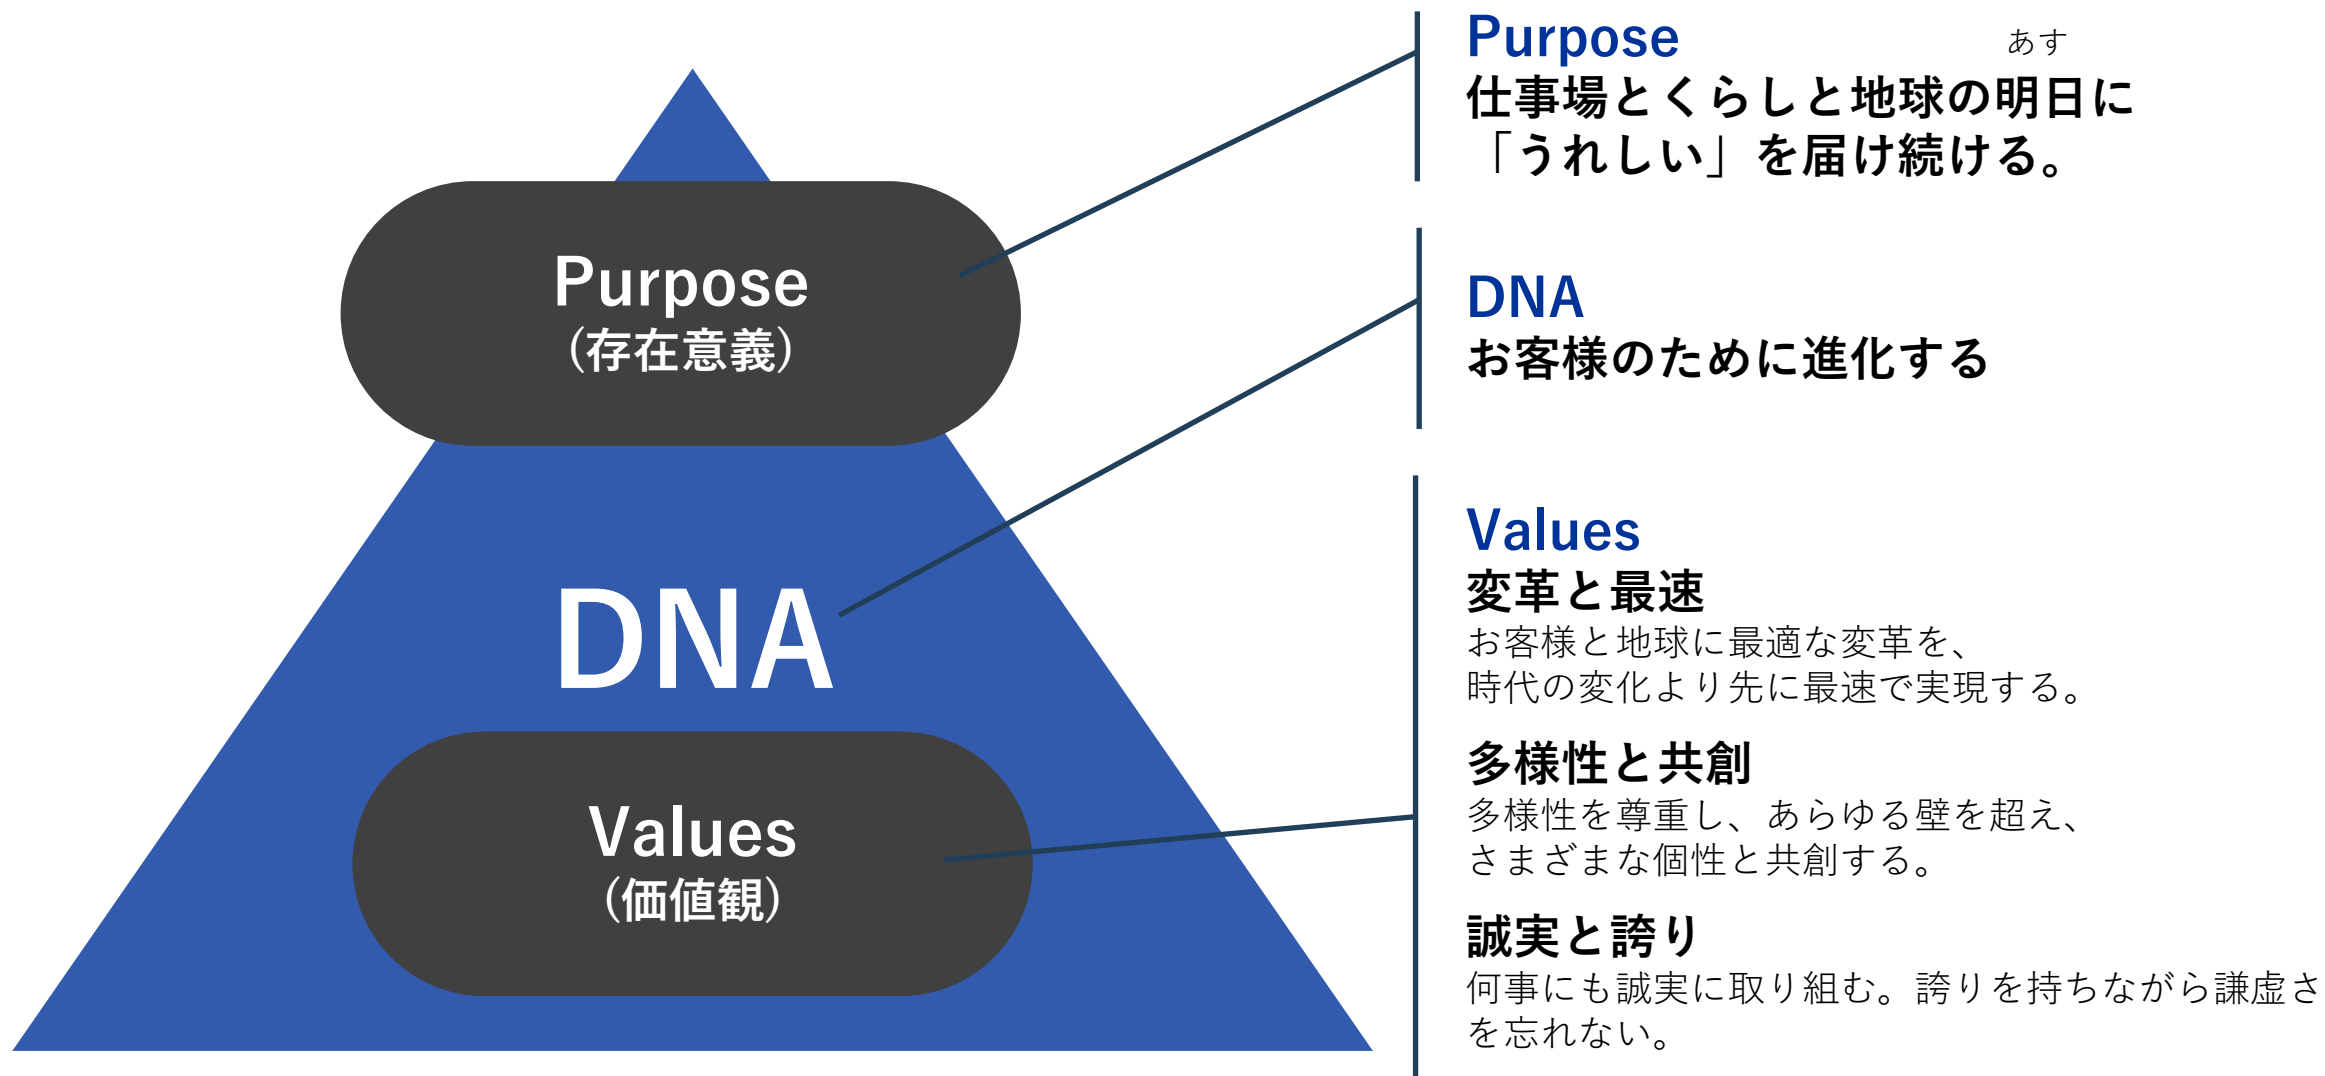 Purpose
（存在意義）
DNA
Values
（価値観）
Purpose
あす
仕事場とくらしと地球の明日に
「うれしい」を届け続ける。
DNA
お客様のために進化する
Values
変革と最速
お客様と地球に最適な変革を、
時代の変化より先に最速で実現する。
多様性と共創
多様性を尊重し、あらゆる壁を超え、
さまざまな個性と共創する。
誠実と誇り
何事にも誠実に取り組む。誇りを持ちながら謙虚さ
を忘れない。